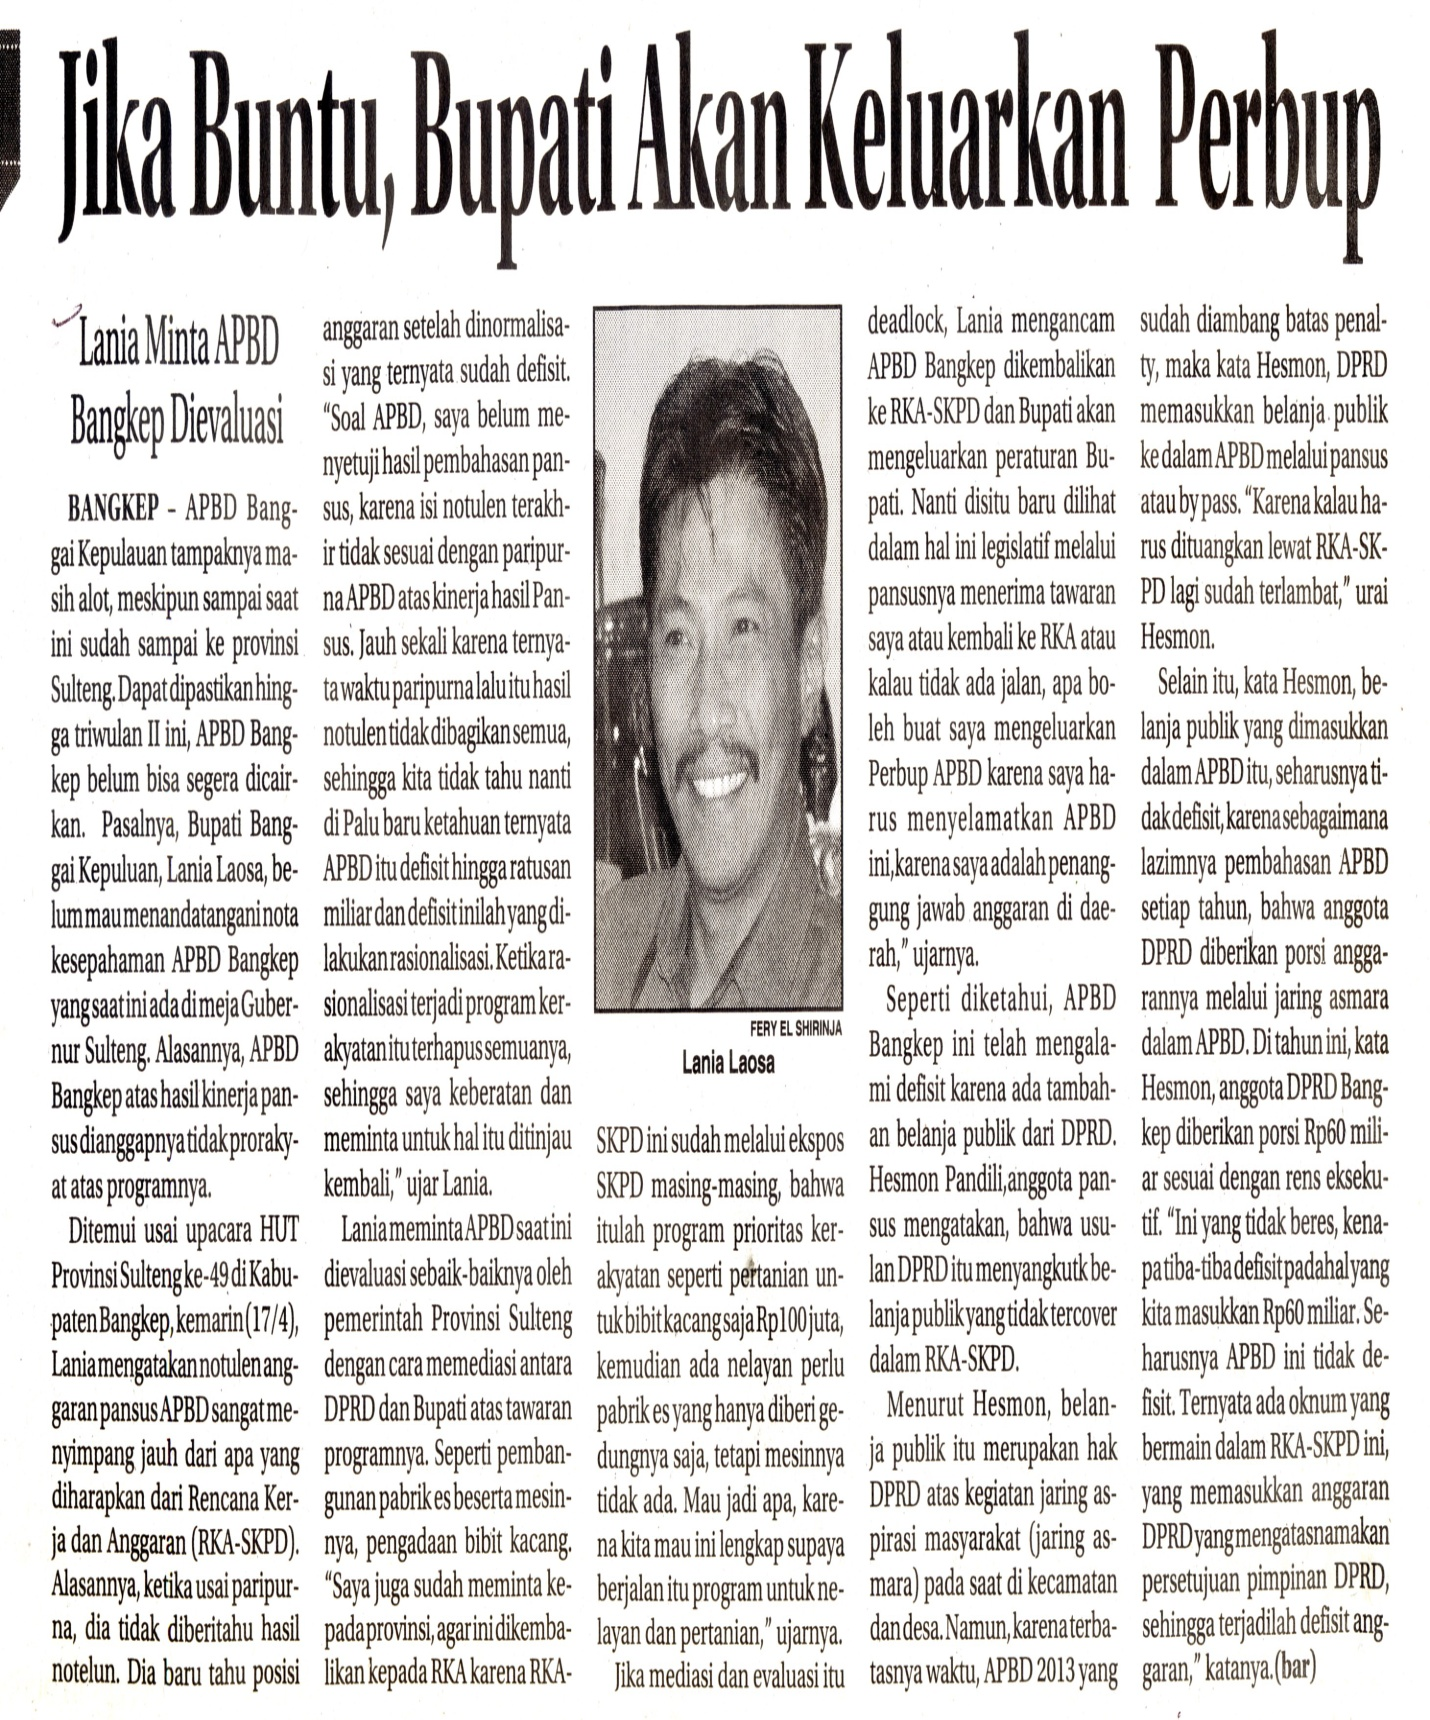 Jika Buntu, Bupati Akan Keluarkan Perbup
Lania Minta APBD
Bangkep Dievaluasi
BANGKEP – APBD Bang-
gai Kepulauan tampaknya ma-
sih alot, meskipun sampai saat
ini sudah sampai ke provinsi
Sulteng. Dapat dipastikan hing-
ga triwulan II ini, APBD Bang-
kep belum bisa segera dicair-
kan. Pasalnya, Bupati Bang-
gai Kepuluan, Lania Laosa, be-
lum mau menandatangani nota
kesepahaman APBD Bangkep
yang saat ini ada di meja Guber-
nur Sulteng. Alasannya, APBD
Bangkep atas hasil kinerja pan-
sus dianggapnya tidak proraky-
at atas programnya.
Ditemui usai upacara HUT
Provinsi Sulteng ke-49 di Kabu-
paten Bangkep, kemarin (17/4),
Lania mengatakan notulen ang-
garan pansus APBD sangat me-
nyimpang jauh dari apa yang
diharapkan dari Rencana Ker-
ja dan Anggaran (RKA-SKPD).
Alasannya, ketika usai paripur-
na, dia tidak diberitahu hasil
notelun. Dia baru tahu posisi
anggaran setelah dinormalisa-
si yang ternyata sudah defisit.
“Soal APBD, saya belum me-
nyetuji hasil pembahasan pan-
sus, karena isi notulen terakh-
ir tidak sesuai dengan paripur-
na APBD atas kinerja hasil Pan-
sus. Jauh sekali karena ternya-
ta waktu paripurna lalu itu hasil
notulen tidak dibagikan semua,
sehingga kita tidak tahu nanti
di Palu baru ketahuan ternyata
APBD itu defisit hingga ratusan
miliar dan defisit inilah yang di-
lakukan rasionalisasi. Ketika ra-
sionalisasi terjadi program ker-
akyatan itu terhapus semuanya,
sehingga saya keberatan dan
meminta untuk hal itu ditinjau
kembali,” ujar Lania.
Lania meminta APBD saat ini
dievaluasi sebaik-baiknya oleh
pemerintah Provinsi Sulteng
dengan cara memediasi antara
DPRD dan Bupati atas tawaran
programnya. Seperti pemban-
gunan pabrik es beserta mesin-
nya, pengadaan bibit kacang.
“Saya juga sudah meminta ke-
pada provinsi, agar ini dikemba-
likan kepada RKA karena RKA-
FERY EL SHIRINJA
Lania Laosa
SKPD ini sudah melalui ekspos
SKPD masing-masing, bahwa
itulah program prioritas ker-
akyatan seperti pertanian un-
tuk bibit kacang saja Rp100 juta,
kemudian ada nelayan perlu
pabrik es yang hanya diberi ge-
dungnya saja, tetapi mesinnya
tidak ada. Mau jadi apa, kare-
na kita mau ini lengkap supaya
berjalan itu program untuk ne-
layan dan pertanian,” ujarnya.
Jika mediasi dan evaluasi itu
deadlock, Lania mengancam
APBD Bangkep dikembalikan
ke RKA-SKPD dan Bupati akan
mengeluarkan peraturan Bu-
pati. Nanti disitu baru dilihat
dalam hal ini legislatif melalui
pansusnya menerima tawaran
saya atau kembali ke RKA atau
kalau tidak ada jalan, apa bo-
leh buat saya mengeluarkan
Perbup APBD karena saya ha-
rus menyelamatkan APBD
ini,karena saya adalah penang-
gung jawab anggaran di dae-
rah,” ujarnya.
Seperti diketahui, APBD
Bangkep ini telah mengala-
mi defisit karena ada tambah-
an belanja publik dari DPRD.
Hesmon Pandili,anggota pan-
sus mengatakan, bahwa usu-
lan DPRD itu menyangkutk be-
lanja publik yang tidak tercover
dalam RKA-SKPD.
Menurut Hesmon, belan-
ja publik itu merupakan hak
DPRD atas kegiatan jaring as-
pirasi masyarakat (jaring as-
mara) pada saat di kecamatan
dan desa. Namun, karena terba-
tasnya waktu, APBD 2013 yang
sudah diambang batas penal-
ty, maka kata Hesmon, DPRD
memasukkan belanja publik
ke dalam APBD melalui pansus
atau by pass. “Karena kalau ha-
rus dituangkan lewat RKA-SK-
PD lagi sudah terlambat,” urai
Hesmon.
Selain itu, kata Hesmon, be-
lanja publik yang dimasukkan
dalam APBD itu, seharusnya ti-
dak defisit, karena sebagaimana
lazimnya pembahasan APBD
setiap tahun, bahwa anggota
DPRD diberikan porsi angga-
rannya melalui jaring asmara
dalam APBD. Di tahun ini, kata
Hesmon, anggota DPRD Bang-
kep diberikan porsi Rp60 mili-
ar sesuai dengan rens ekseku-
tif. “Ini yang tidak beres, kena-
pa tiba-tiba defisit padahal yang
kita masukkan Rp60 miliar. Se-
harusnya APBD ini tidak de-
fisit. Ternyata ada oknum yang
bermain dalam RKA-SKPD ini,
yang memasukkan anggaran
DPRD yang mengatasnamakan
persetujuan pimpinan DPRD,
sehingga terjadilah defisit ang-
garan,” katanya.(bar)